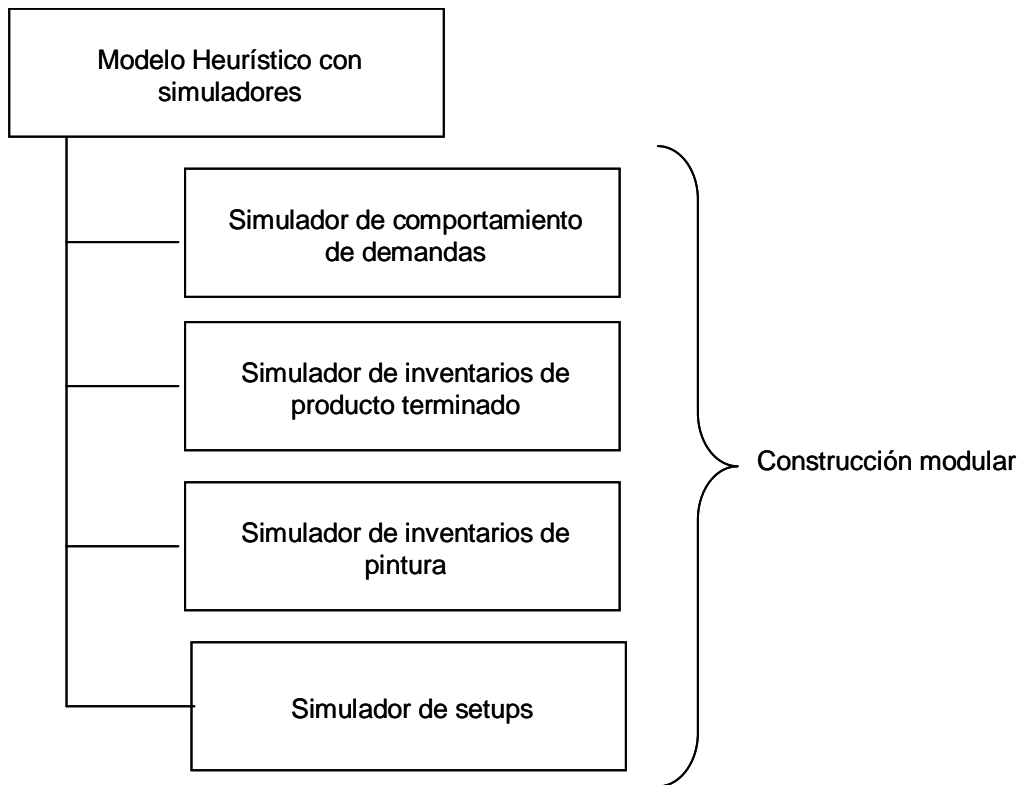 Modelo Heurístico con
simuladores
Simulador de comportamiento
de demandas
Simulador de inventarios de
producto terminado
Simulador de inventarios de
pintura
Simulador de setups
Construcción modular